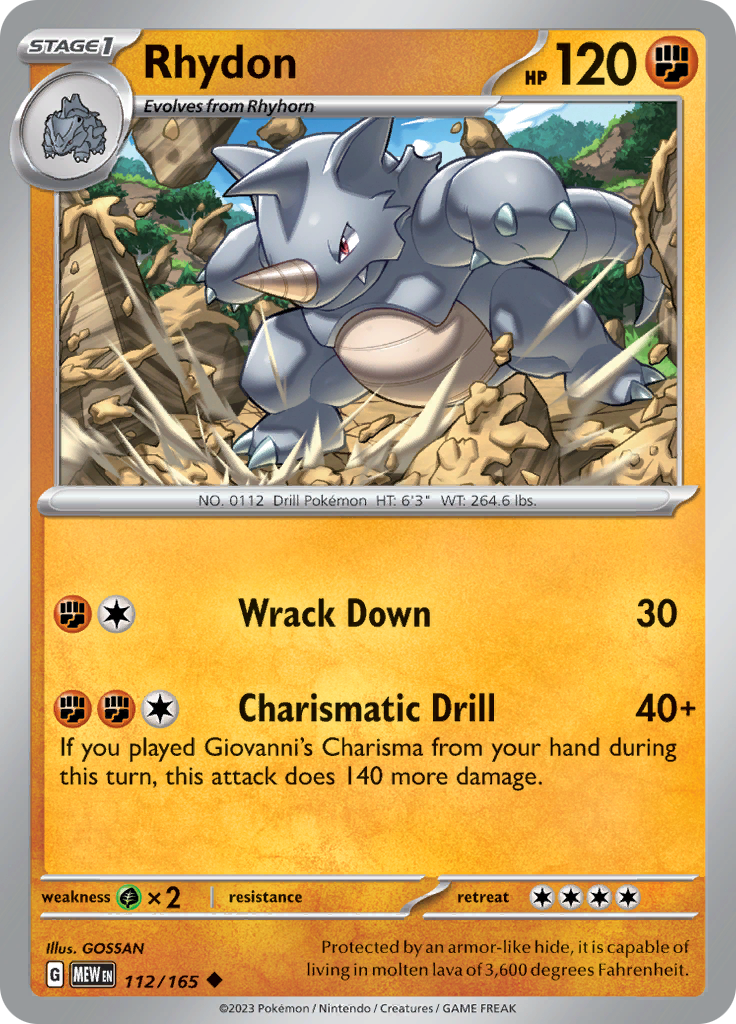 STAGE1
Rhydon
HP 120
Evolves from Rhyhorn
NO. 0112 Drill Pokémon HT: 6'3" WT: 264.6 lbs.
Wrack Down 30
Charismatic Drill 40+
If you played Giovanni's Charisma from your hand during
this turn, this attack does 140 more damage.
weakness ×2 resistance retreat
Illus. GOSSAN
Protected by an armor-like hide, it is capable of
living in molten lava of 3,600 degrees Fahrenheit.
G MEW EN 112/165
©2023 Pokémon / Nintendo / Creatures / GAME FREAK